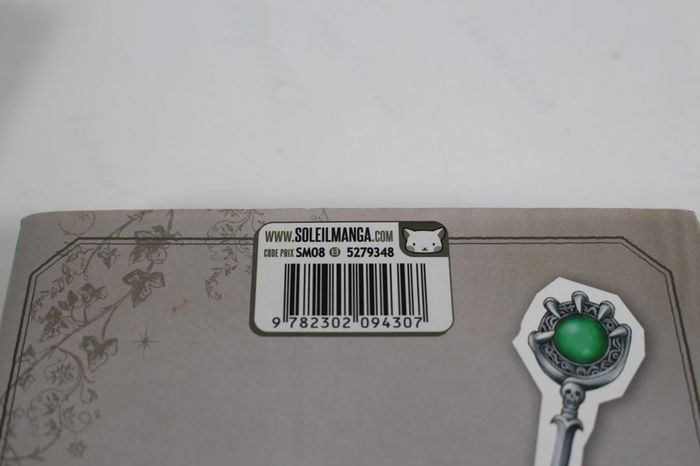 WWW.SOLEILMANGA.COM
CODE PRIX SM08 5279348
9 782302 094307